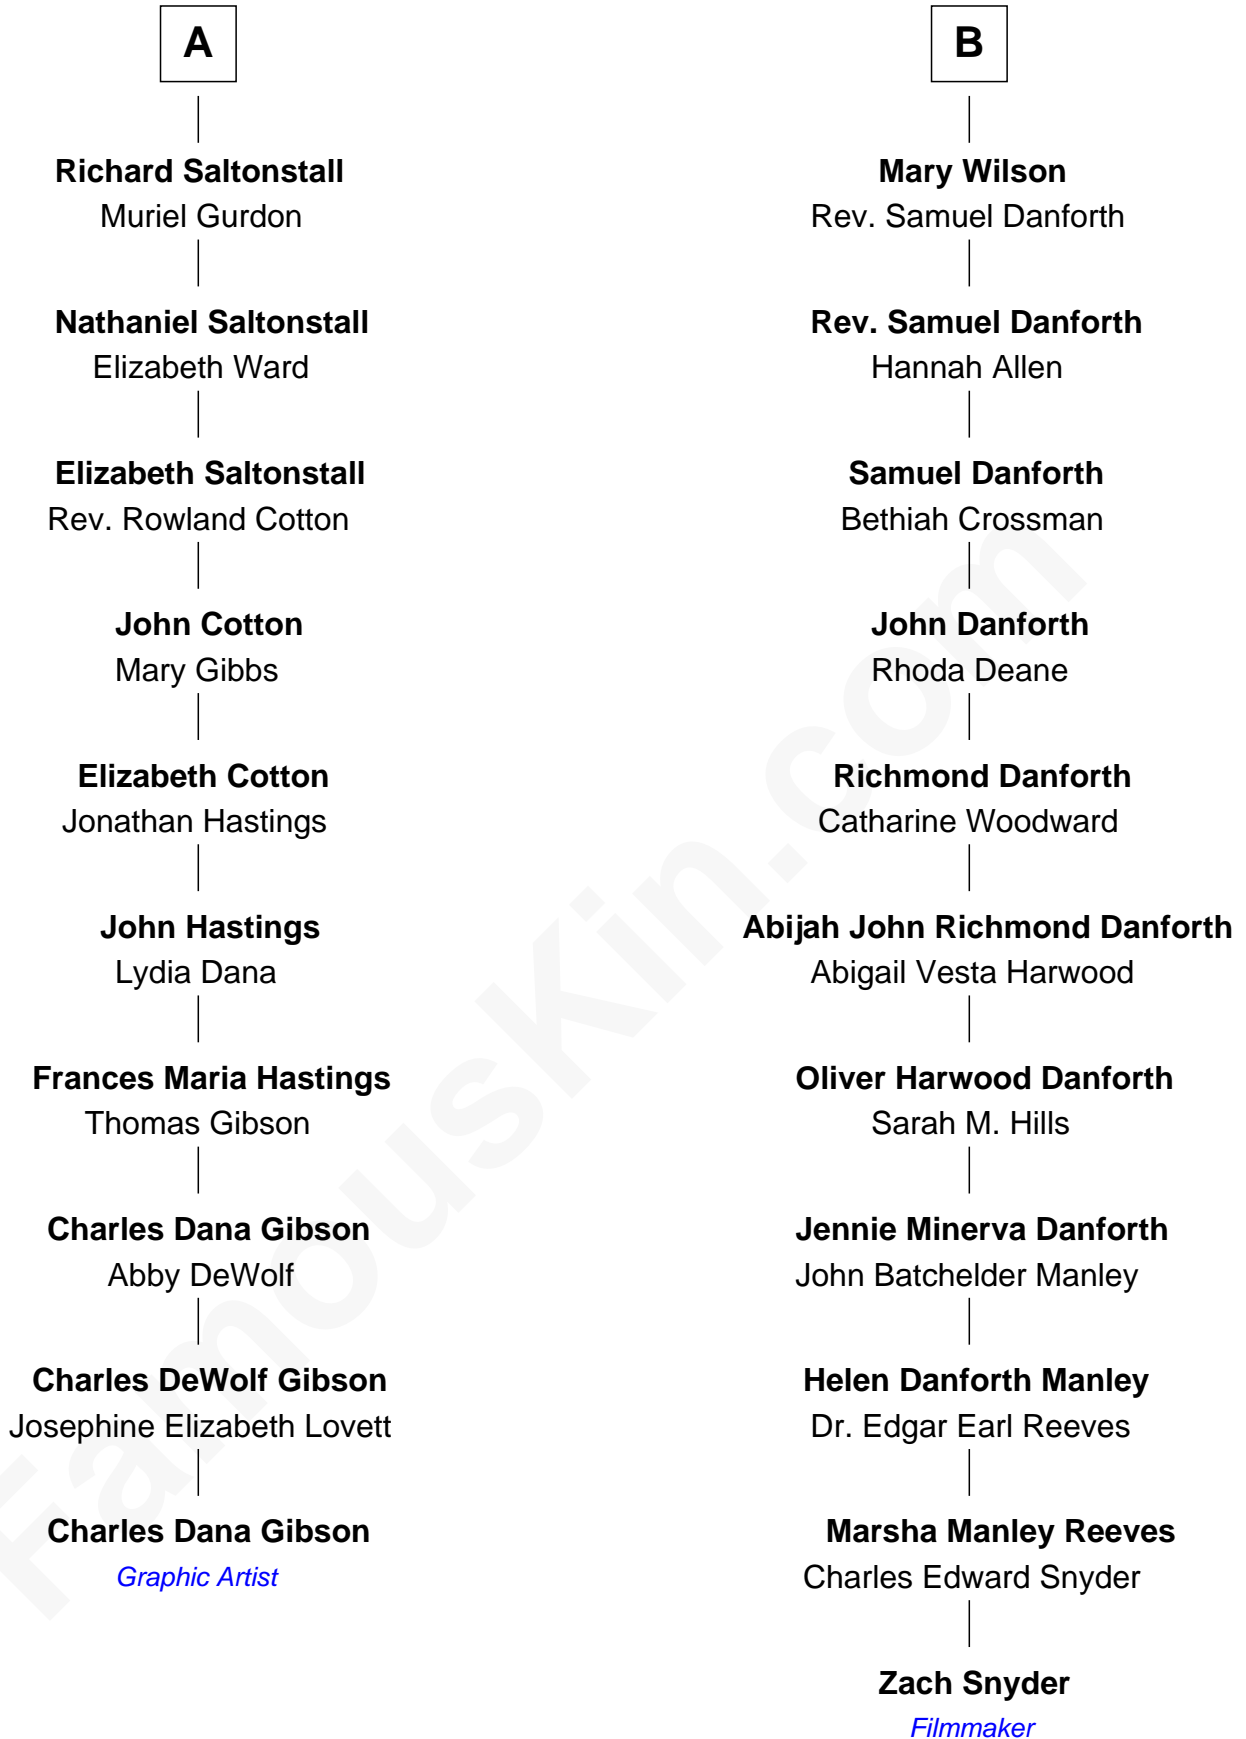 A
Richard Saltonstall
Muriel Gurdon
Nathaniel Saltonstall
Elizabeth Ward
Elizabeth Saltonstall
Rev. Rowland Cotton
John Cotton
Mary Gibbs
Elizabeth Cotton
Jonathan Hastings
John Hastings
Lydia Dana
Frances Maria Hastings
Thomas Gibson
Charles Dana Gibson
Abby DeWolf
Charles DeWolf Gibson
Josephine Elizabeth Lovett
Charles Dana Gibson
Graphic Artist
B
Mary Wilson
Rev. Samuel Danforth
Rev. Samuel Danforth
Hannah Allen
Samuel Danforth
Bethiah Crossman
John Danforth
Rhoda Deane
Richmond Danforth
Catharine Woodward
Abijah John Richmond Danforth
Abigail Vesta Harwood
Oliver Harwood Danforth
Sarah M. Hills
Jennie Minerva Danforth
John Batchelder Manley
Helen Danforth Manley
Dr. Edgar Earl Reeves
Marsha Manley Reeves
Charles Edward Snyder
Zach Snyder
Filmmaker
FamousKin.com